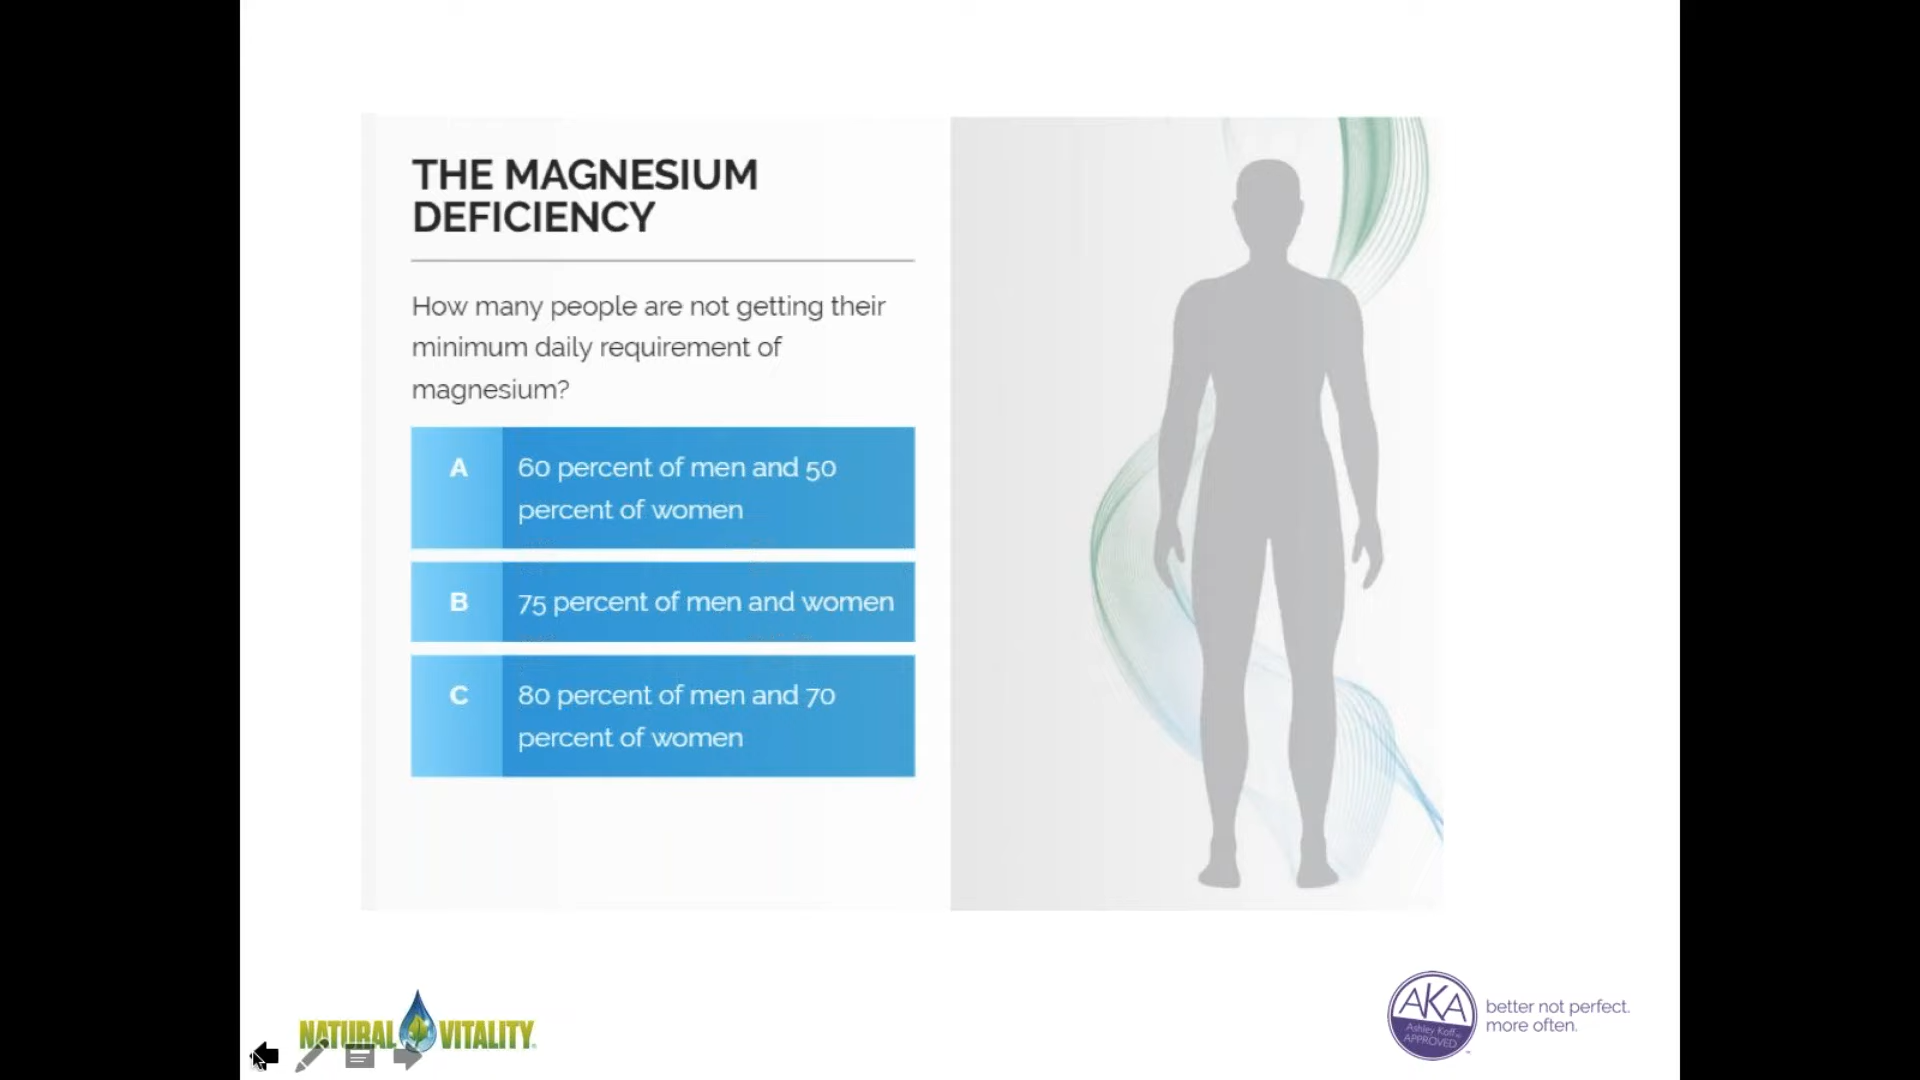 THE MAGNESIUM
DEFICIENCY
How many people are not getting their
minimum daily requirement of
magnesium?
A 60 percent of men and 50
percent of women
B 75 percent of men and women
C 80 percent of men and 70
percent of women
NATURAL VITALITY
AKA
Ashley Koff
APPROVED
better not perfect.
more often.